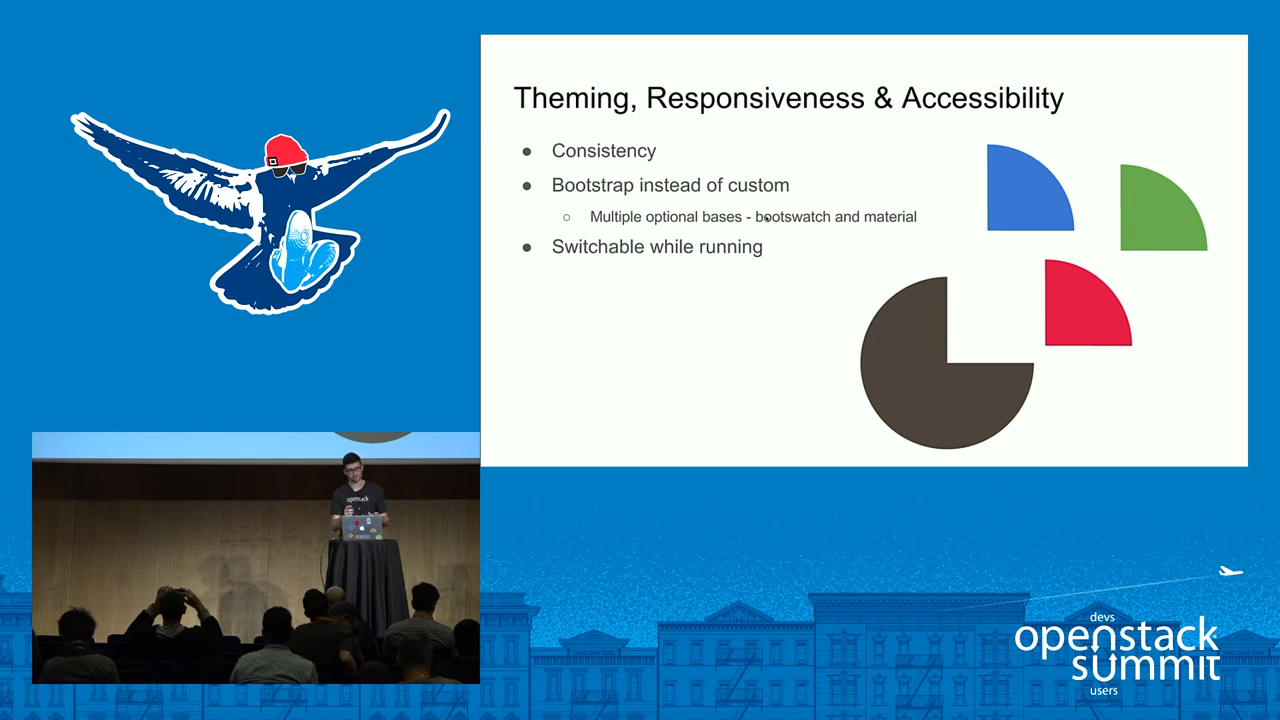 Theming, Responsiveness & Accessibility
● Consistency
● Bootstrap instead of custom
○ Multiple optional bases - bootswatch and material
● Switchable while running
openstack
devs
openstack
summit
users